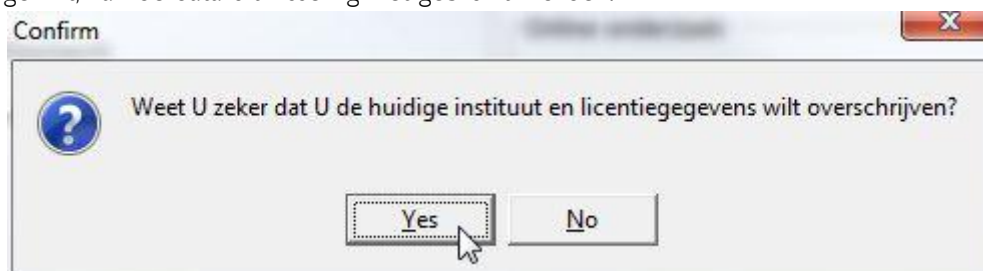 Confirm
Weet U zeker dat U de huidige instituut en licentiegegevens wilt overschrijven?
Yes
No